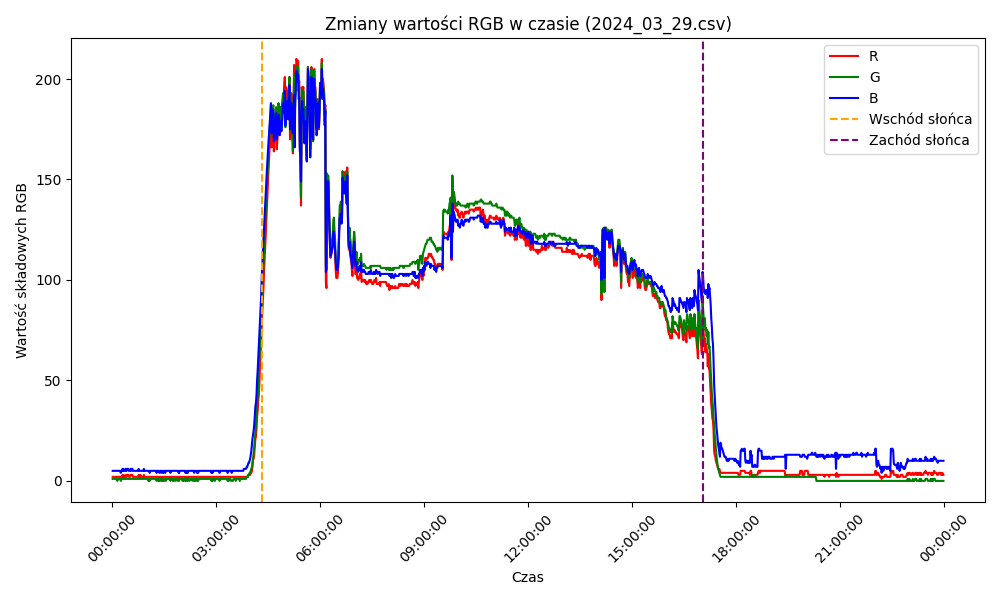 Zmiany wartości RGB w czasie (2024_03_29.csv)
R
G
B
Wschód słońca
Zachód słońca
Wartość składowych RGB
200
150
100
50
0
00:00:00
03:00:00
06:00:00
09:00:00
12:00:00
15:00:00
18:00:00
21:00:00
00:00:00
Czas